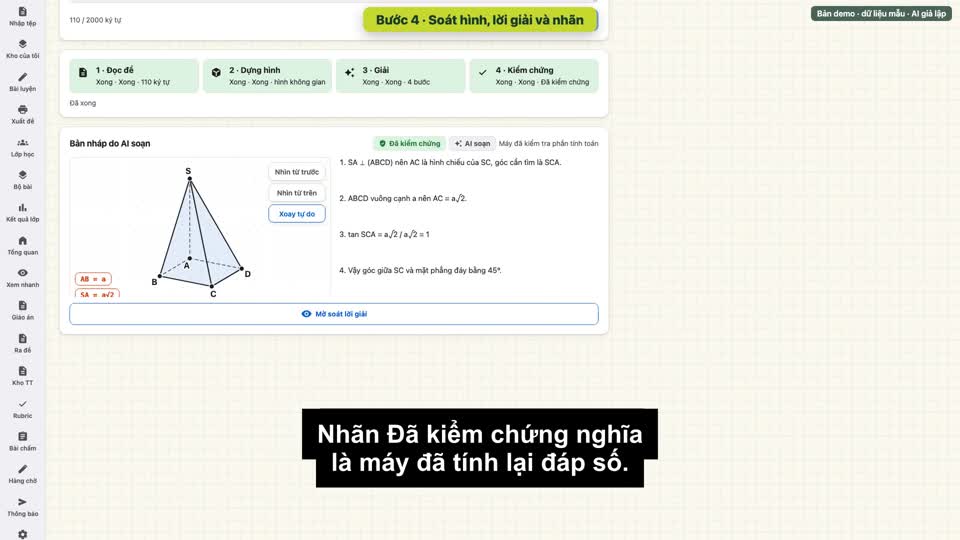 Nhập tệp
Kho của tôi
Bài luyện
Xuất đề
Lớp học
Bộ bài
Kết quả lớp
Tổng quan
Xem nhanh
Giáo án
Ra đề
Kho TT
Rubric
Bài chấm
Hàng chờ
Thông báo
110 / 2000 ký tự
Bước 4 · Soát hình, lời giải và nhãn
Bản demo · dữ liệu mẫu · AI giả lập
1 · Đọc đề
Xong · Xong · 110 ký tự
2 · Dựng hình
Xong · Xong · hình không gian
3 · Giải
Xong · Xong · 4 bước
4 · Kiểm chứng
Xong · Xong · Đã kiểm chứng
Đã xong
Bản nháp do AI soạn
Đã kiểm chứng
AI soạn
Máy đã kiểm tra phần tính toán
S
A
B
C
D
AB = a
SA = a√2
Nhìn từ trước
Nhìn từ trên
Xoay tự do
1. SA ⊥ (ABCD) nên AC là hình chiếu của SC, góc cần tìm là SCA.
2. ABCD vuông cạnh a nên AC = a√2.
3. tan SCA = a√2 / a√2 = 1
4. Vậy góc giữa SC và mặt phẳng đáy bằng 45°.
Mở soát lời giải
Nhãn Đã kiểm chứng nghĩa
là máy đã tính lại đáp số.